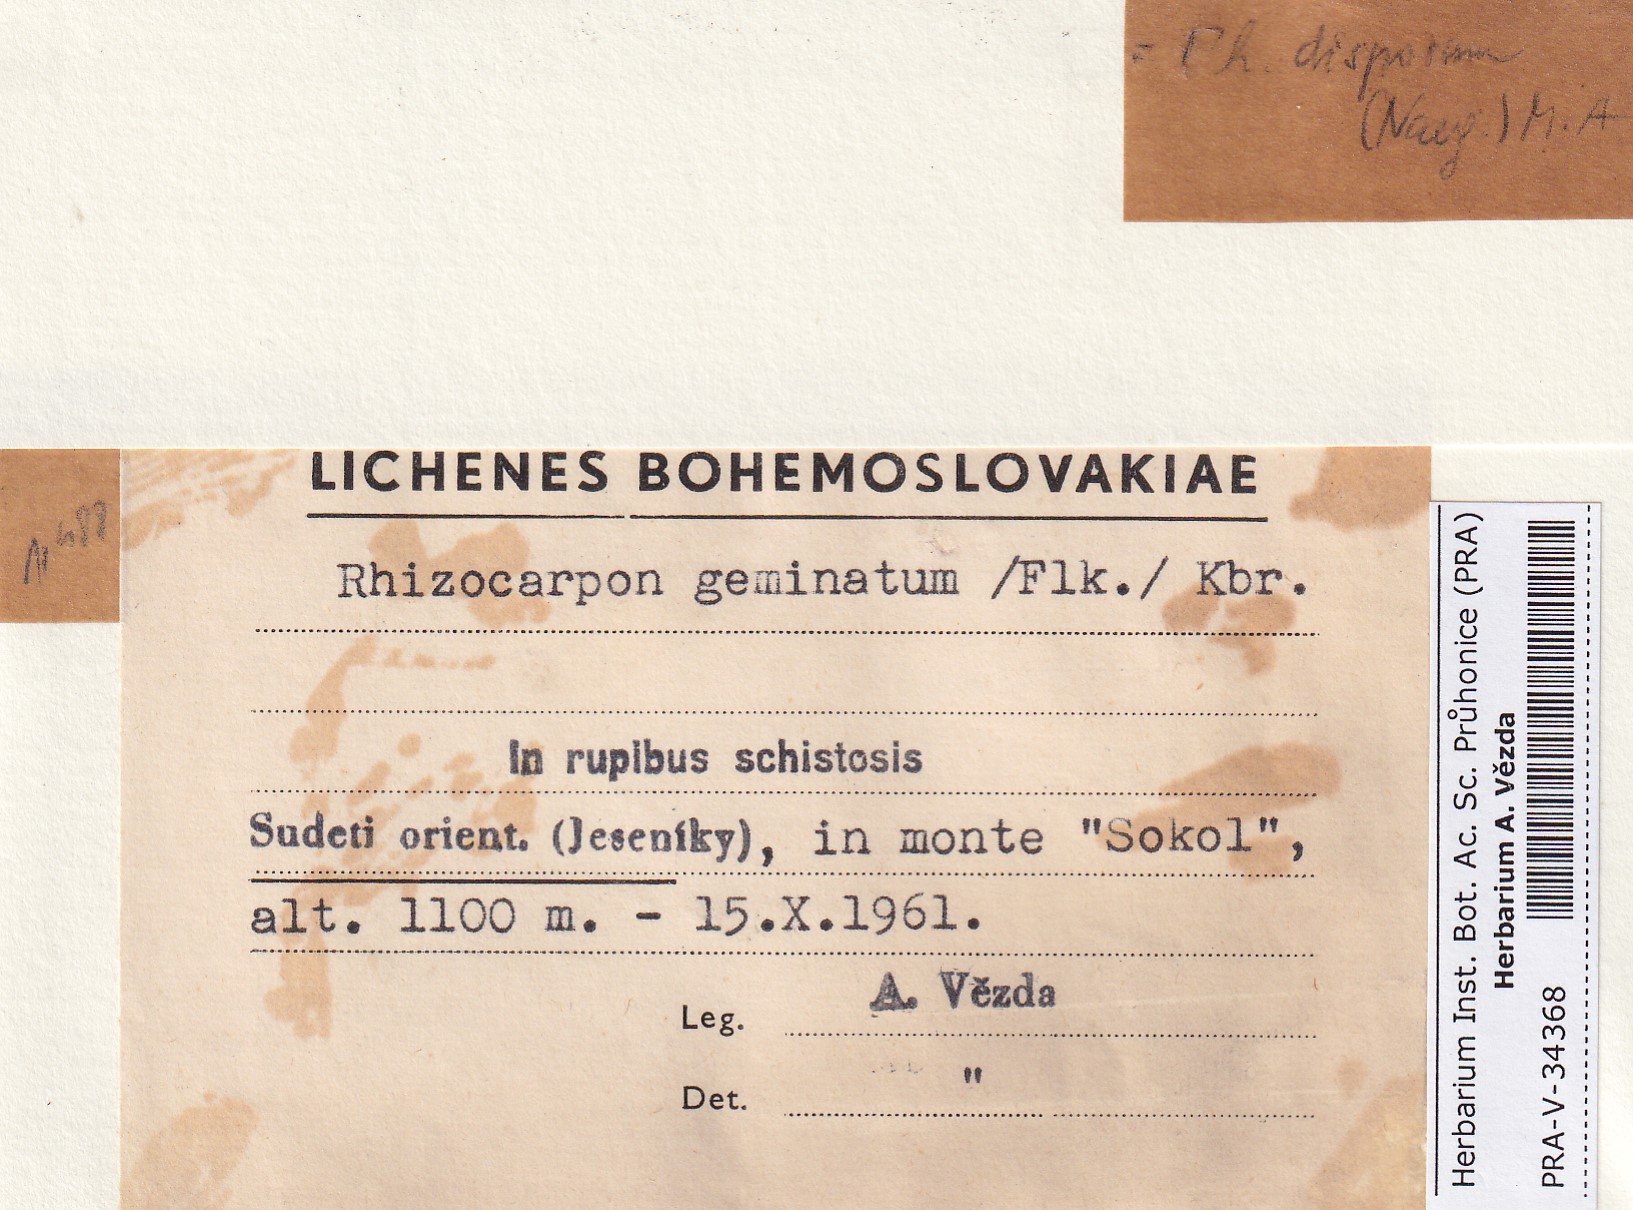 = Rh. disporum
(Naeg.) M. A
LICHENES BOHEMOSLOVAKIAE
Rhizocarpon geminatum /Flk./ Kbr.
In rupibus schistosis
Sudeti orient. (Jeseníky), in monte "Sokol",
alt. 1100 m. - 15.X.1961.
Leg. A. Vězda
Det. "
Herbarium Inst. Bot. Ac. Sc. Průhonice (PRA)
Herbarium A. Vězda
PRA-V-34368